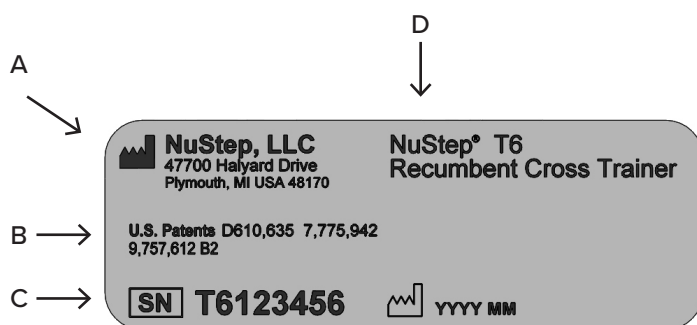 D
A
NuStep, LLC
47700 Halyard Drive
Plymouth, MI USA 48170
NuStep® T6
Recumbent Cross Trainer
B
U.S. Patents D610,635 7,775,942
9,757,612 B2
C
SN T6123456
YYYY MM